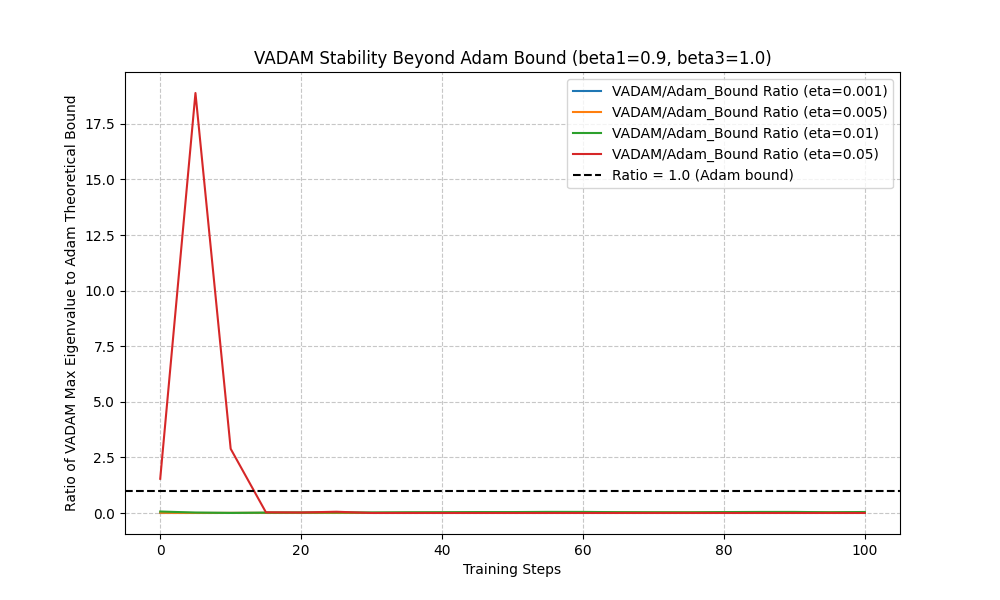 VADAM Stability Beyond Adam Bound (beta1=0.9, beta3=1.0)
Ratio of VADAM Max Eigenvalue to Adam Theoretical Bound
17.5
15.0
12.5
10.0
7.5
5.0
2.5
0.0
VADAM/Adam_Bound Ratio (eta=0.001)
VADAM/Adam_Bound Ratio (eta=0.005)
VADAM/Adam_Bound Ratio (eta=0.01)
VADAM/Adam_Bound Ratio (eta=0.05)
Ratio = 1.0 (Adam bound)
0 20 40 60 80 100
Training Steps